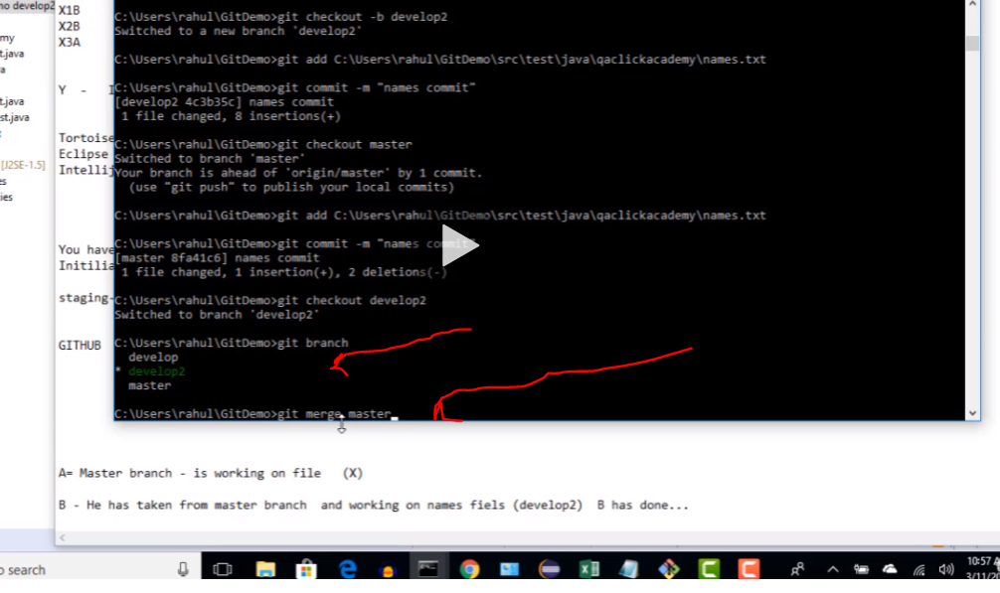 no develop2
my
t.java
a
t.java
st.java
[J2SE-1.5]
es
ies
X1B
X2B
X3A
Y -
Tortoise
Eclipse
Intellij
You have
Initilia
staging-
GITHUB
C:\Users\rahul\GitDemo>git checkout -b develop2
Switched to a new branch 'develop2'
C:\Users\rahul\GitDemo>git add C:\Users\rahul\GitDemo\src\test\java\qaclickacademy\names.txt
C:\Users\rahul\GitDemo>git commit -m "names commit"
[develop2 4c3b35c] names commit
1 file changed, 8 insertions(+)
C:\Users\rahul\GitDemo>git checkout master
Switched to branch 'master'
Your branch is ahead of 'origin/master' by 1 commit.
(use "git push" to publish your local commits)
C:\Users\rahul\GitDemo>git add C:\Users\rahul\GitDemo\src\test\java\qaclickacademy\names.txt
C:\Users\rahul\GitDemo>git commit -m "names commit"
[master 8fa41c6] names commit
1 file changed, 1 insertion(+), 2 deletions(-)
C:\Users\rahul\GitDemo>git checkout develop2
Switched to branch 'develop2'
C:\Users\rahul\GitDemo>git branch
develop
* develop2
master
C:\Users\rahul\GitDemo>git merge master_
A= Master branch - is working on file (X)
B - He has taken from master branch and working on names fiels (develop2) B has done...
o search
10:57 A
3/11/20